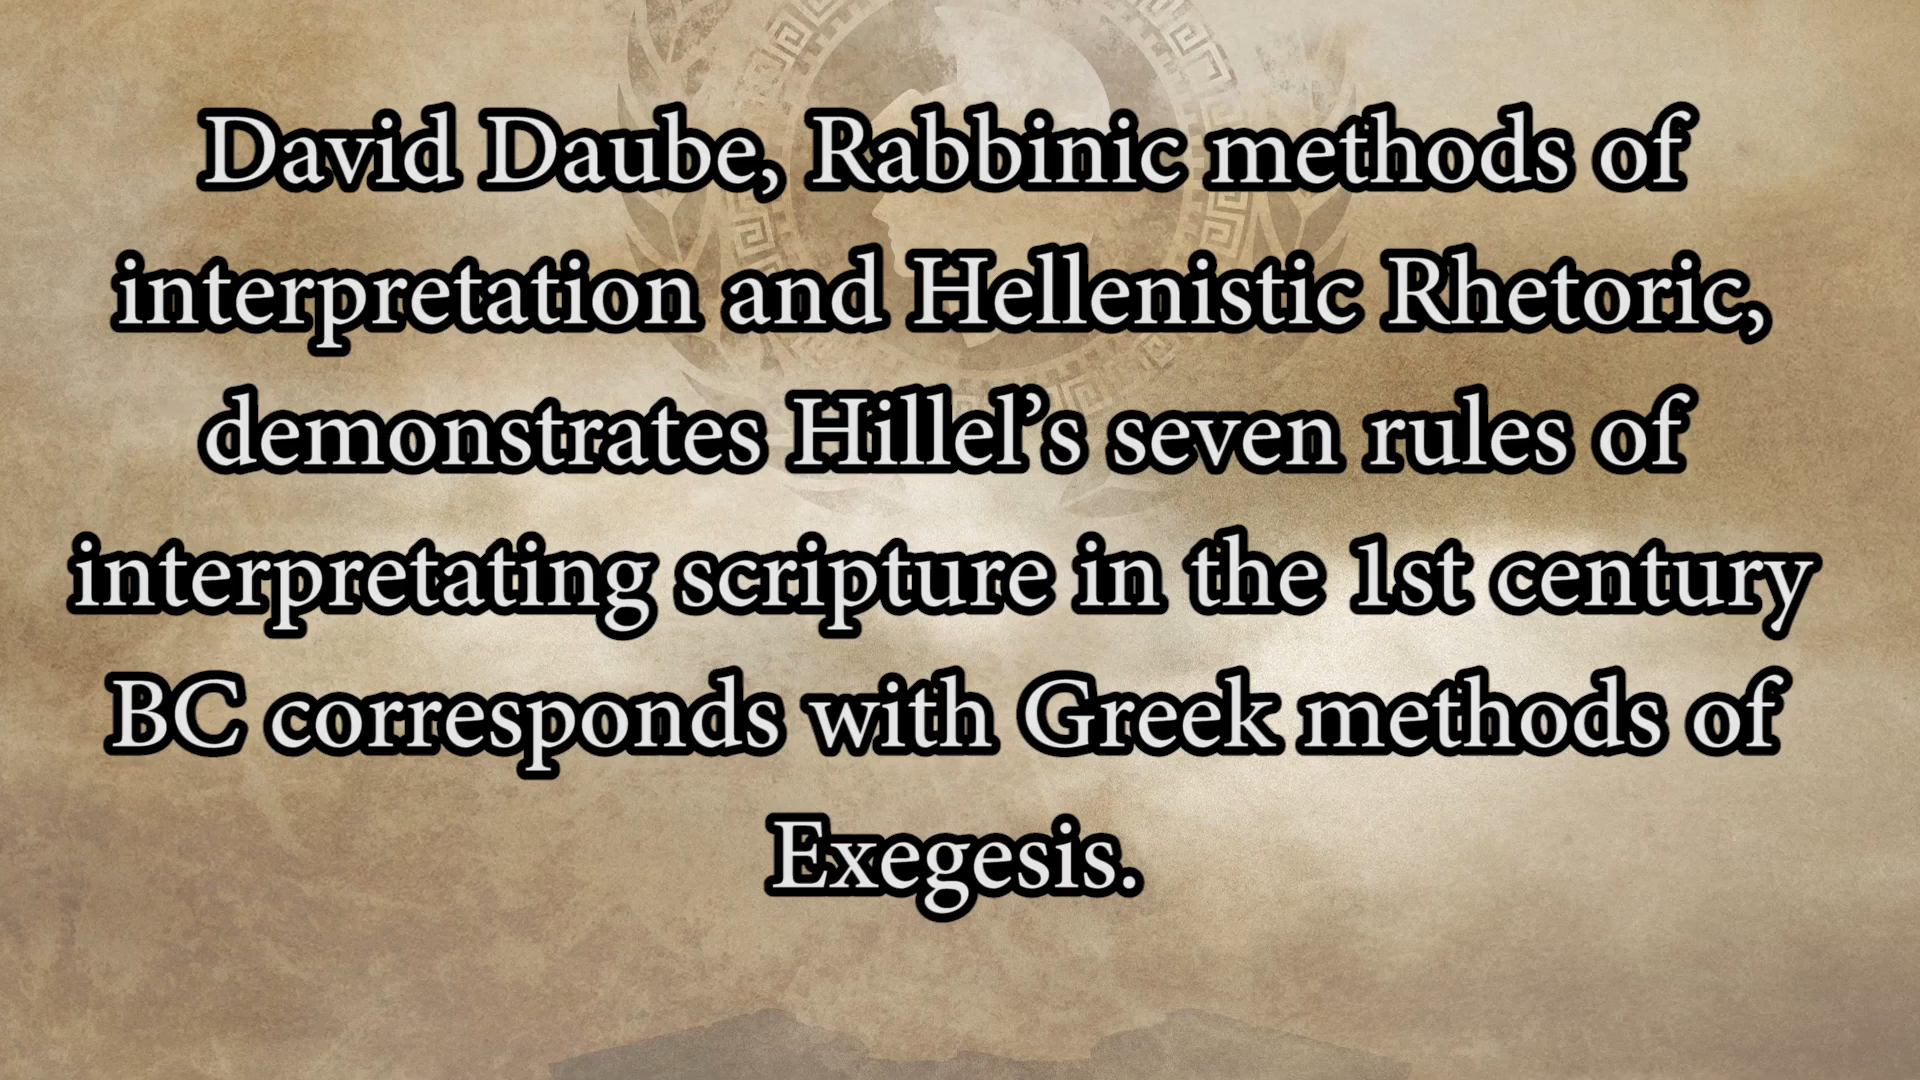 David Daube, Rabbinic methods of
interpretation and Hellenistic Rhetoric,
demonstrates Hillel’s seven rules of
interpretating scripture in the 1st century
BC corresponds with Greek methods of
Exegesis.